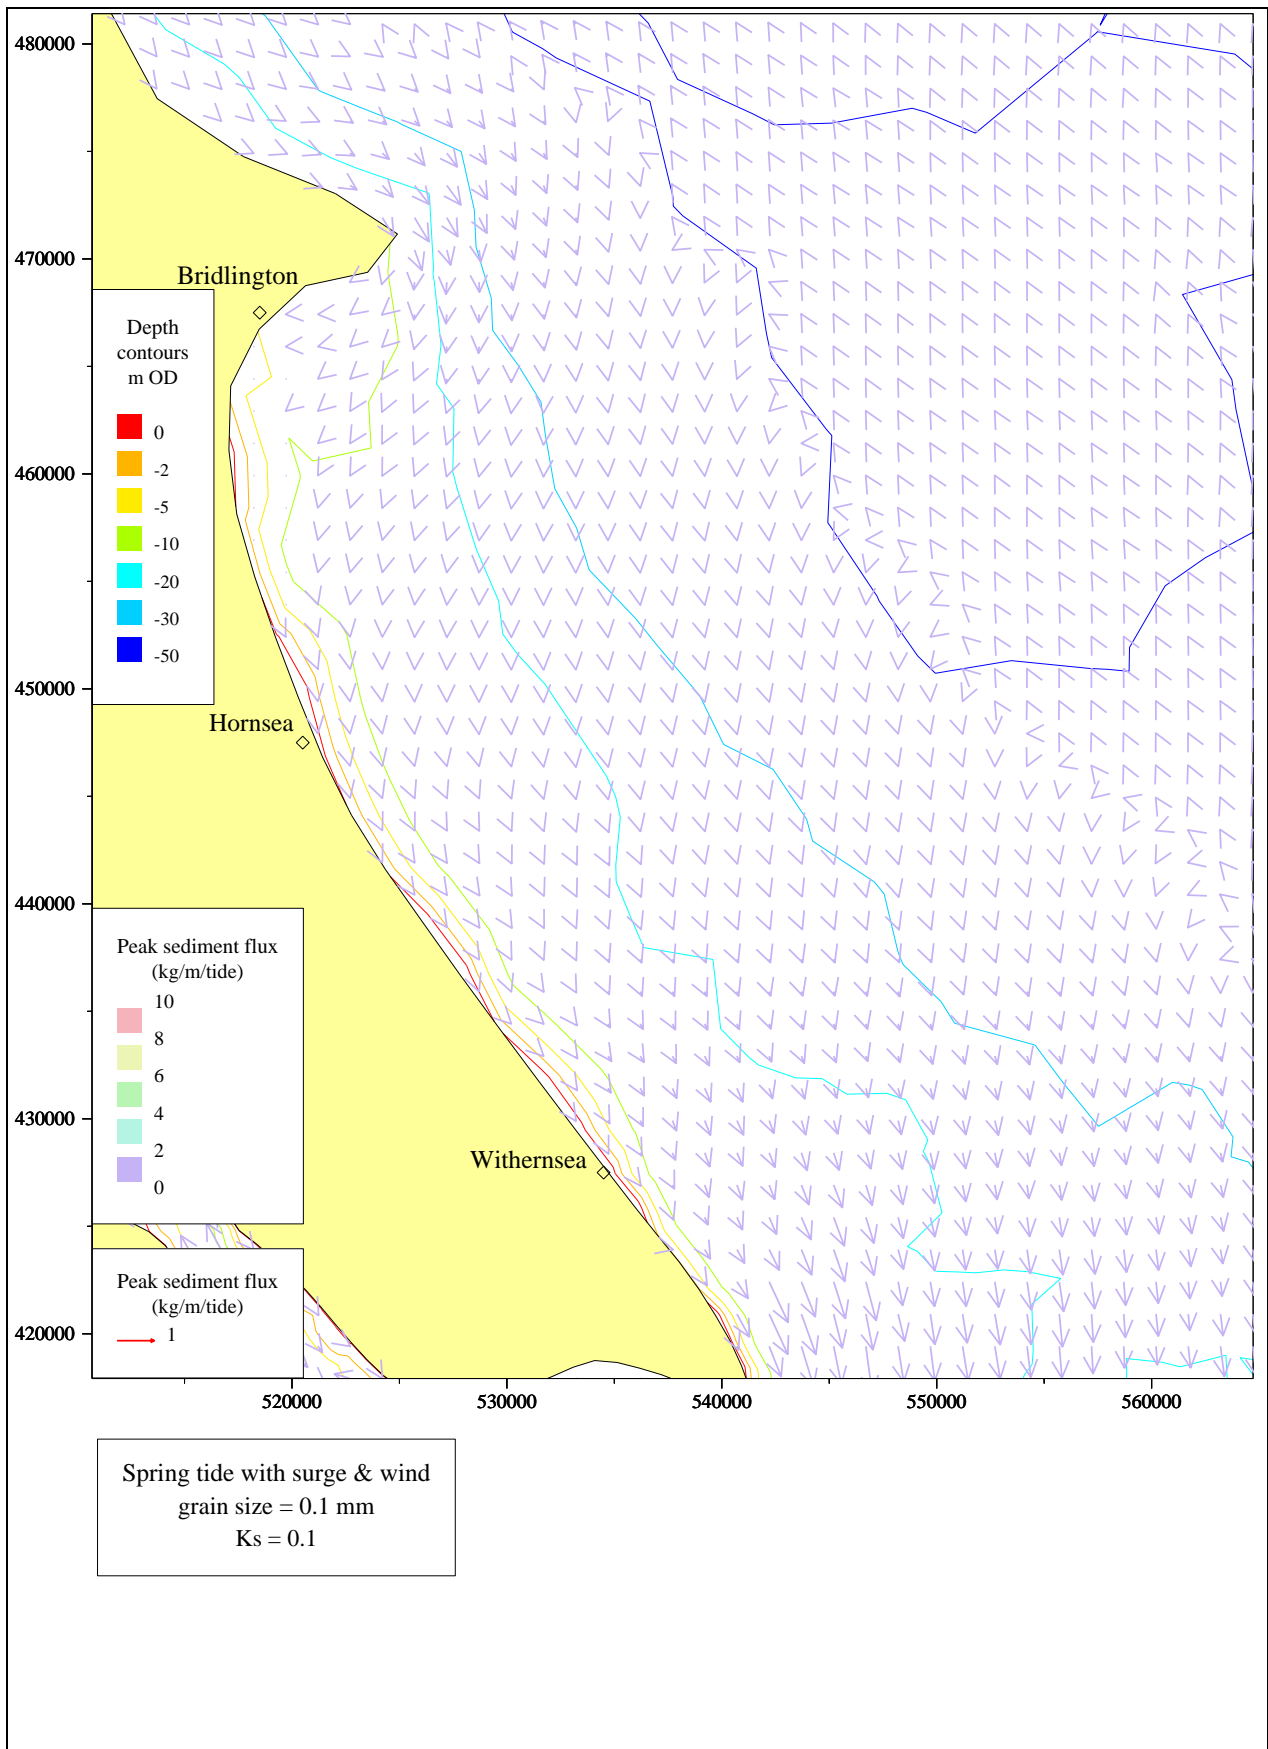 480000
470000
460000
450000
440000
430000
420000
Bridlington
Depth
contours
m OD
0
-2
-5
-10
-20
-30
-50
Hornsea
Peak sediment flux
(kg/m/tide)
10
8
6
4
2
0
Withernsea
Peak sediment flux
(kg/m/tide)
1
520000 530000 540000 550000 560000
Spring tide with surge & wind
grain size = 0.1 mm
Ks = 0.1